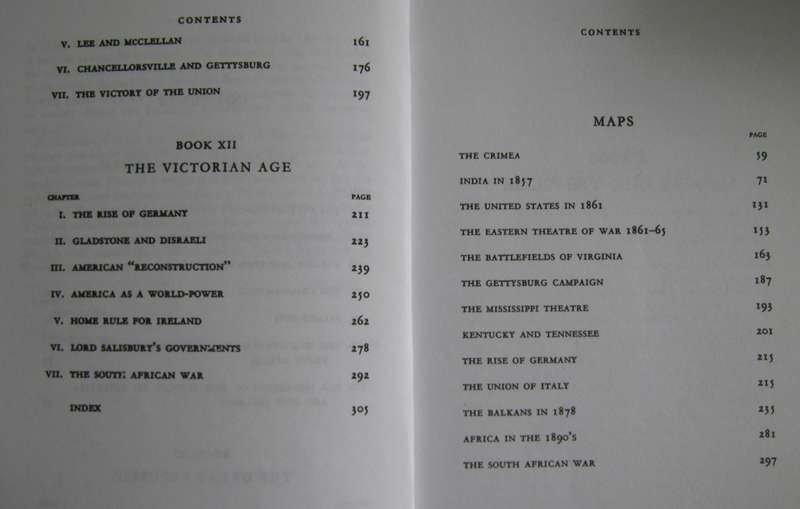 CONTENTS
V. LEE AND MCCLELLAN 161
VI. CHANCELLORSVILLE AND GETTYSBURG 176
VII. THE VICTORY OF THE UNION 197
BOOK XII
THE VICTORIAN AGE
CHAPTER PAGE
I. THE RISE OF GERMANY 211
II. GLADSTONE AND DISRAELI 223
III. AMERICAN "RECONSTRUCTION" 239
IV. AMERICA AS A WORLD-POWER 250
V. HOME RULE FOR IRELAND 262
VI. LORD SALISBURY'S GOVERNMENTS 278
VII. THE SOUTH AFRICAN WAR 292
INDEX 305
CONTENTS
MAPS
PAGE
THE CRIMEA 59
INDIA IN 1857 71
THE UNITED STATES IN 1861 131
THE EASTERN THEATRE OF WAR 1861–65 153
THE BATTLEFIELDS OF VIRGINIA 163
THE GETTYSBURG CAMPAIGN 187
THE MISSISSIPPI THEATRE 193
KENTUCKY AND TENNESSEE 201
THE RISE OF GERMANY 215
THE UNION OF ITALY 215
THE BALKANS IN 1878 235
AFRICA IN THE 1890'S 281
THE SOUTH AFRICAN WAR 297